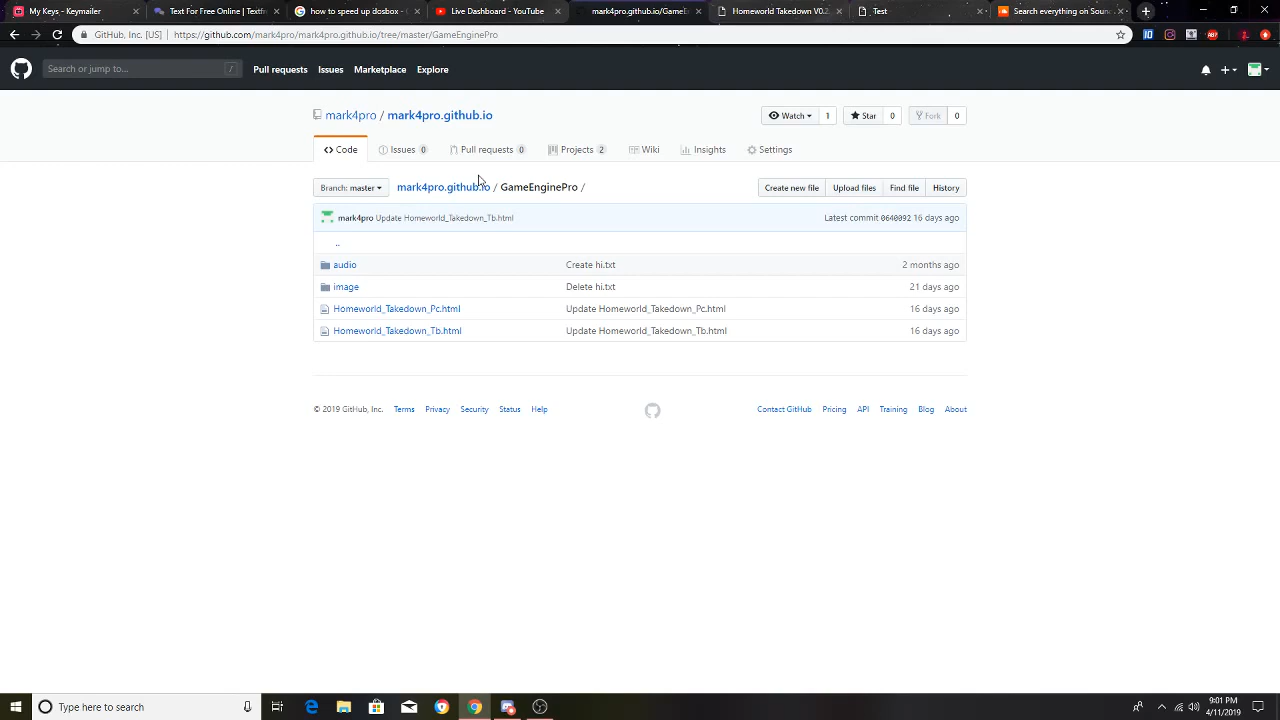 My Keys - Keymailer
Text For Free Online | Textfr
how to speed up dosbox -
Live Dashboard - YouTube
mark4pro.github.io/GameE
Homeworld Takedown V0.2
Test
Search everything on Soun
GitHub, Inc. [US] | https://github.com/mark4pro/mark4pro.github.io/tree/master/GameEnginePro
Search or jump to... /
Pull requests Issues Marketplace Explore
mark4pro / mark4pro.github.io
Watch 1 Star 0 Fork 0
Code Issues 0 Pull requests 0 Projects 2 Wiki Insights Settings
Branch: master mark4pro.github.io / GameEnginePro /
Create new file Upload files Find file History
mark4pro Update Homeworld_Takedown_Tb.html Latest commit 0640092 16 days ago
..
audio Create hi.txt 2 months ago
image Delete hi.txt 21 days ago
Homeworld_Takedown_Pc.html Update Homeworld_Takedown_Pc.html 16 days ago
Homeworld_Takedown_Tb.html Update Homeworld_Takedown_Tb.html 16 days ago
© 2019 GitHub, Inc. Terms Privacy Security Status Help
Contact GitHub Pricing API Training Blog About
Type here to search
9:01 PM
4/11/2019